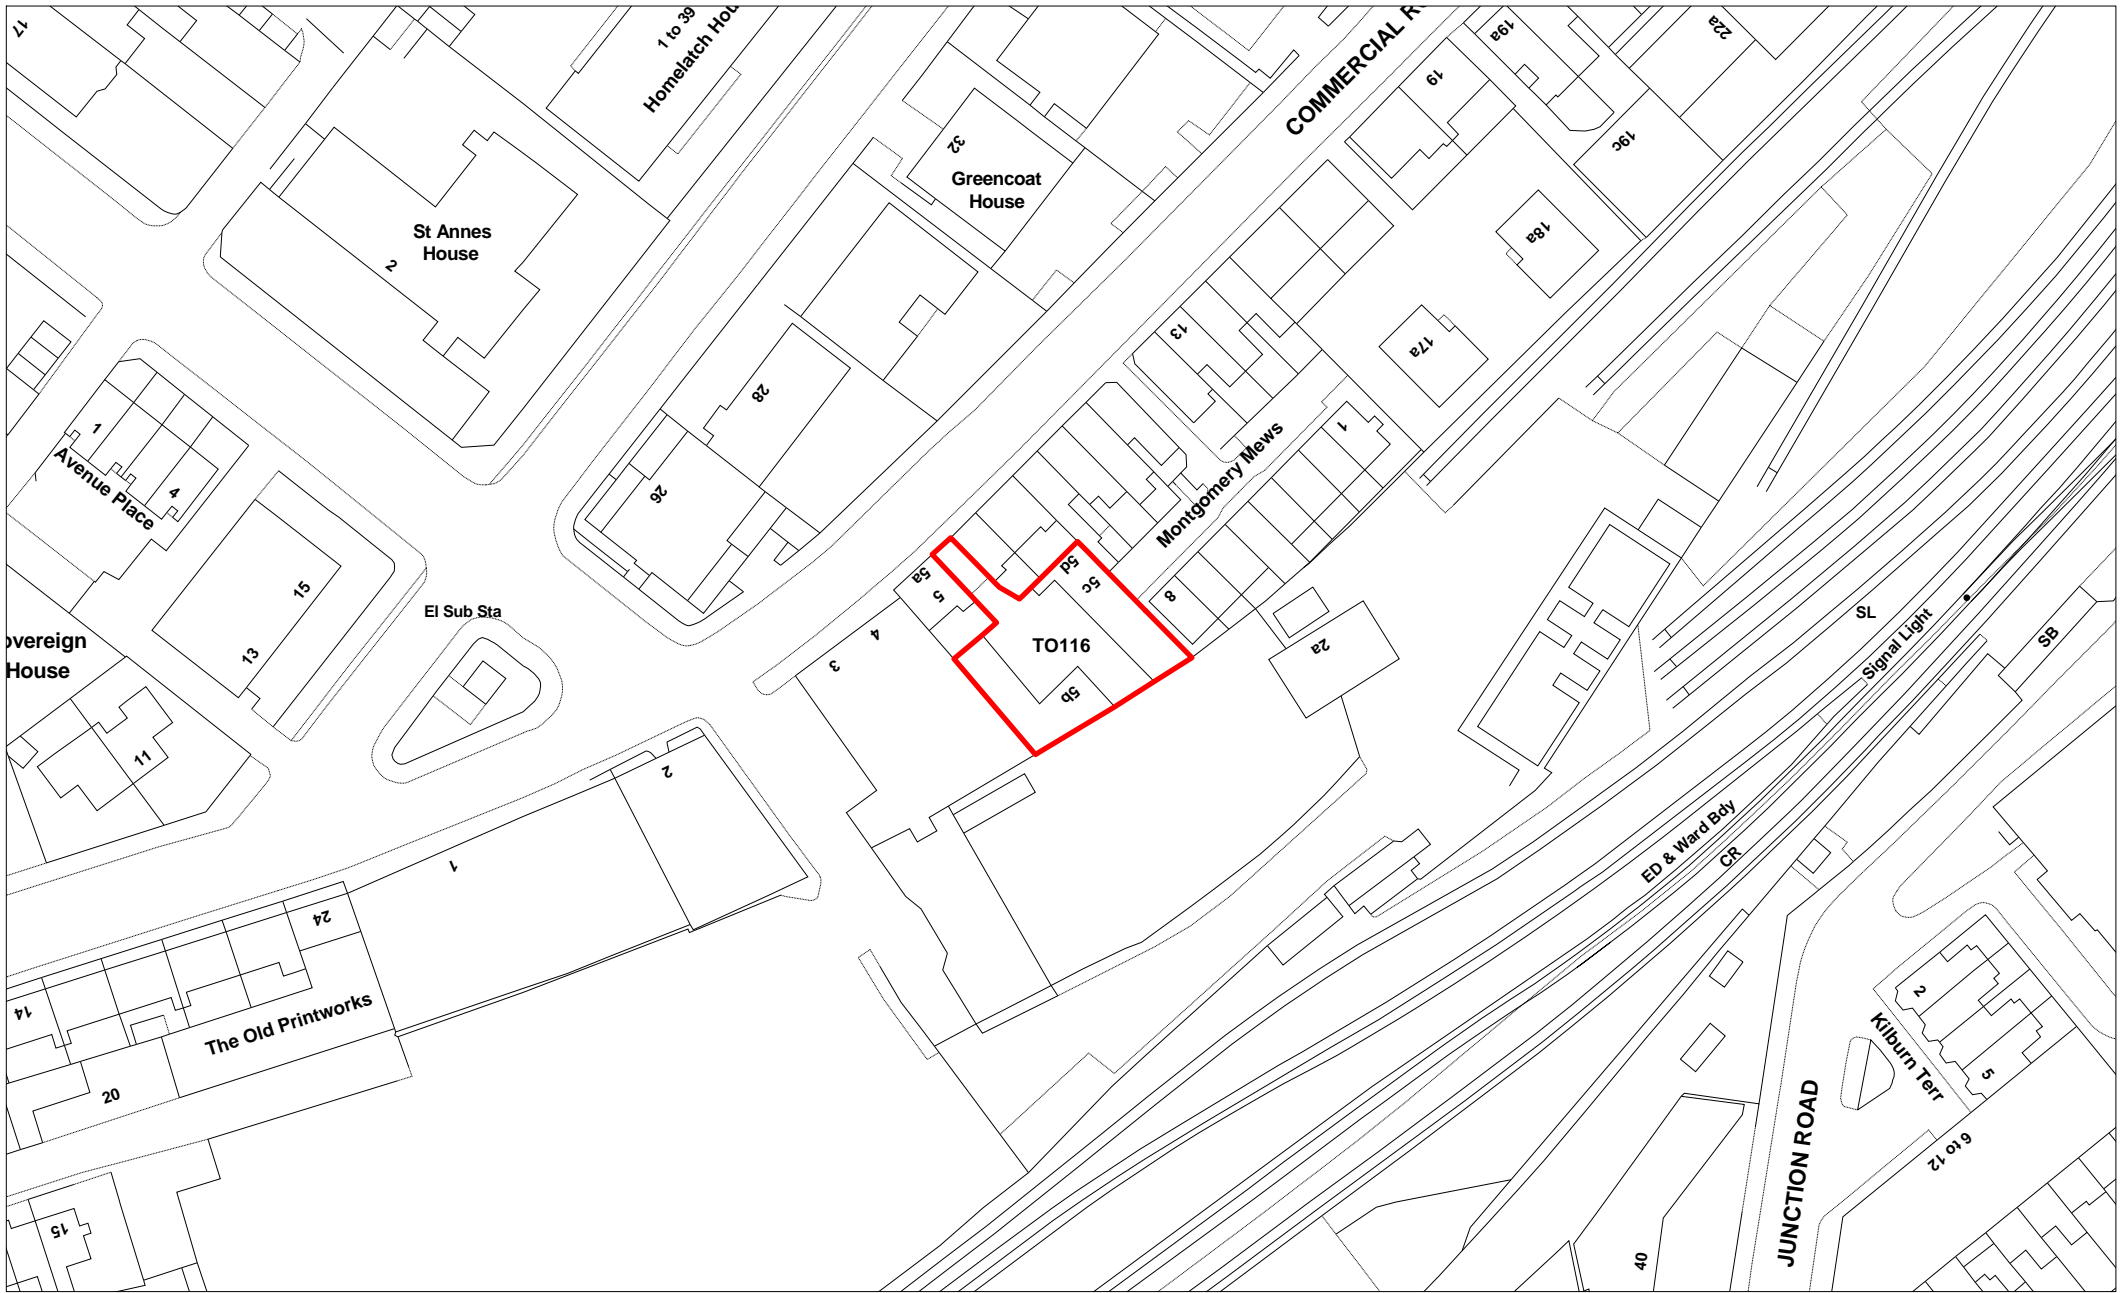 17
1 to 39
Homelatch Hou
COMMERCIAL R
19a
22a
19
32
Greencoat
House
19c
St Annes
House
2
18a
13
17a
28
1
Avenue Place
4
26
Montgomery Mews
1
15
13
El Sub Sta
overeign
House
5a
5
5d
5c
8
4
3
TO116
5b
2a
SL
Signal Light
SB
11
2
1
ED & Ward Bdy
CR
24
14
The Old Printworks
20
2
Kilburn Terr
5
JUNCTION ROAD
6 to 12
15
40